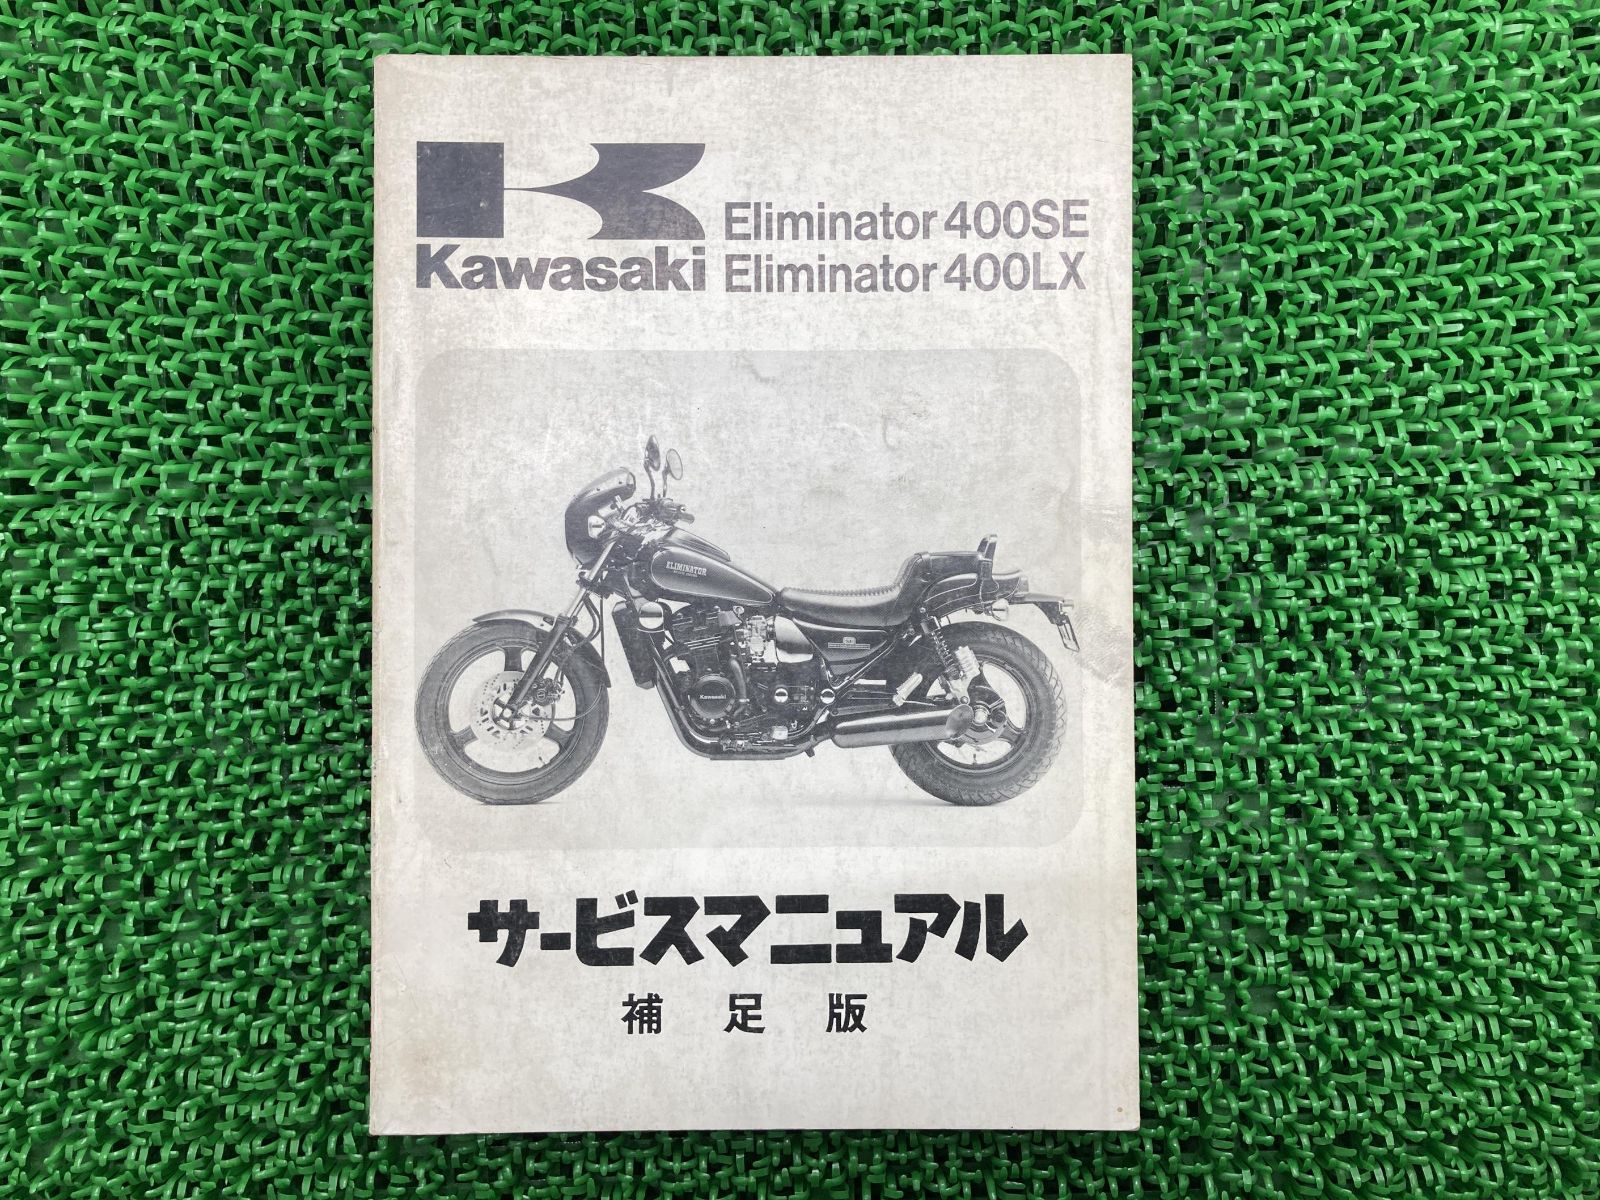 Kawasaki
Eliminator 400SE
Eliminator 400LX
ELIMINATOR
Kawasaki
サービスマニュアル
補足版